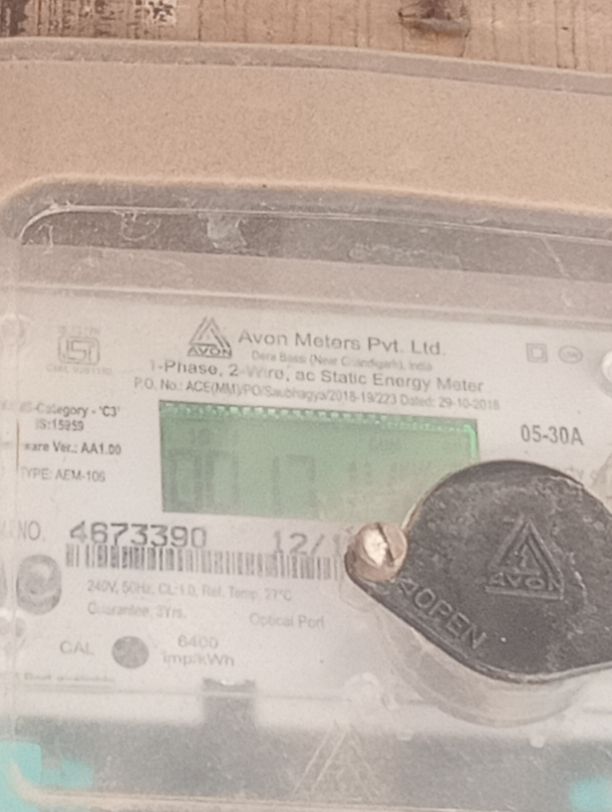 Avon Meters Pvt. Ltd.
AVON
Dera Bassi (Near Chandigarh), India
1-Phase, 2-Wire, ac Static Energy Meter
P.O. No.: ACE(MM)/PO/Saubhagya/2018-19/223 Dated: 29-10-2018
-Category - 'C3'
IS:15959
are Ver.: AA1.00
TYPE: AEM-106
05-30A
NO. 4673390 12/1
240V, 50Hz, CL:1.0, Ref. Temp. 27°C
Guarantee, 3Yrs.
Optical Port
CAL
6400
imp/kWh
AVON
OPEN